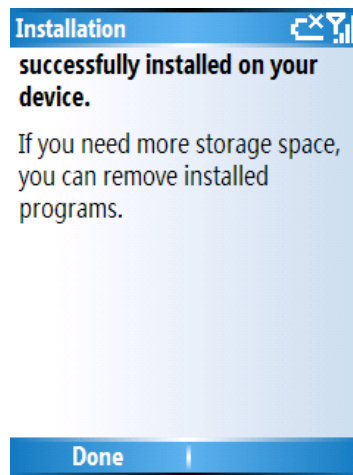 Installation
successfully installed on your
device.
If you need more storage space,
you can remove installed
programs.
Done